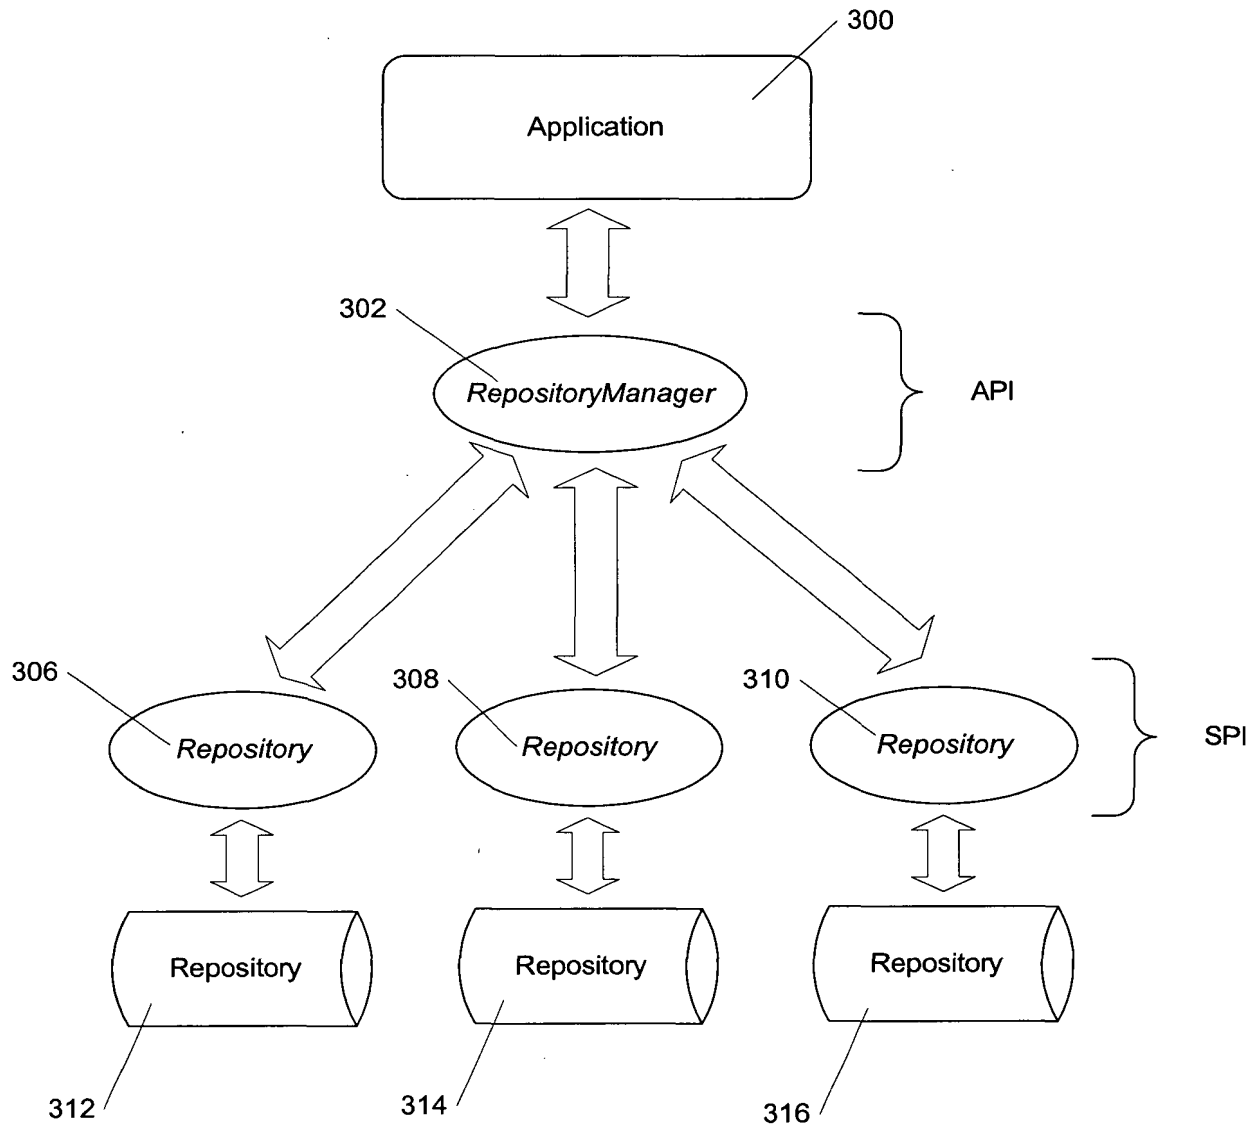 300
Application
302
RepositoryManager
API
306
308
310
Repository
Repository
Repository
SPI
Repository
Repository
Repository
312
314
316